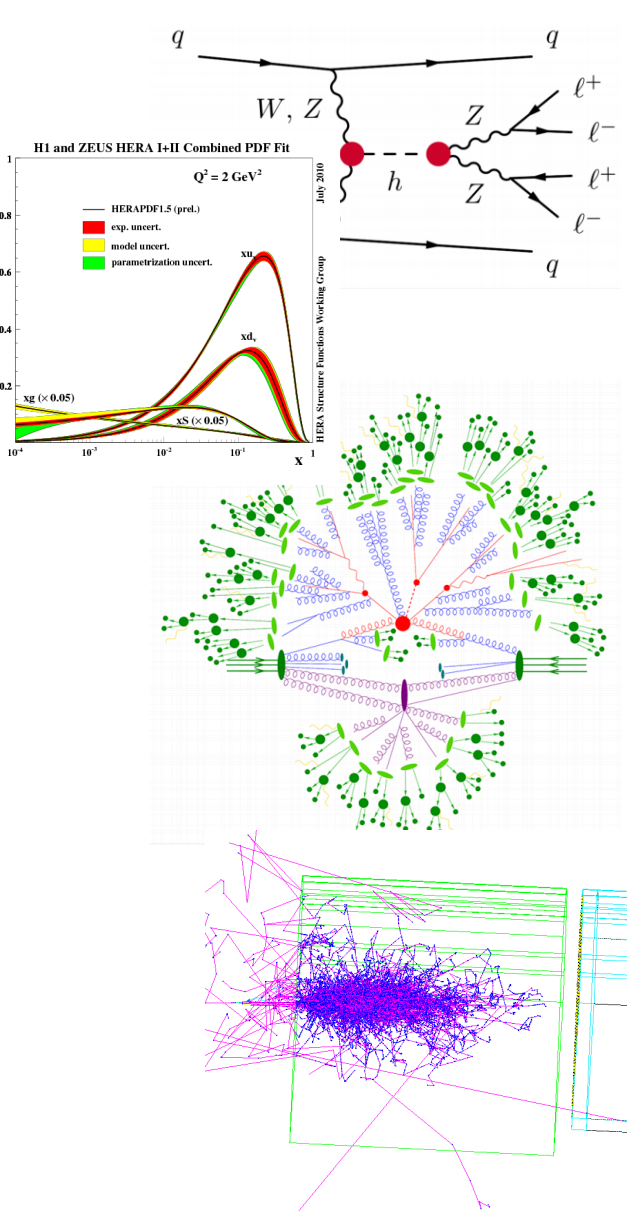 q
q
ℓ+
W, Z
Z
ℓ−
h
Z
ℓ+
ℓ−
q
H1 and ZEUS HERA I+II Combined PDF Fit
1
Q² = 2 GeV²
HERAPDF1.5 (prel.)
exp. uncert.
model uncert.
parametrization uncert.
0.8
xuᵥ
0.6
0.4
xdᵥ
0.2
xg (× 0.05)
xS (× 0.05)
10⁻⁴
10⁻³
10⁻²
10⁻¹
1
x
HERA Structure Functions Working Group
July 2010